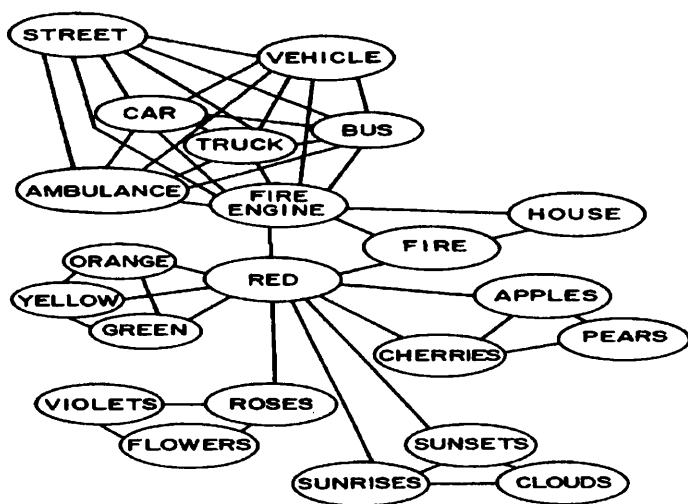 STREET
VEHICLE
CAR
BUS
TRUCK
AMBULANCE
FIRE
ENGINE
HOUSE
FIRE
ORANGE
RED
YELLOW
APPLES
GREEN
PEARS
CHERRIES
VIOLETS
ROSES
FLOWERS
SUNSETS
SUNRISES
CLOUDS